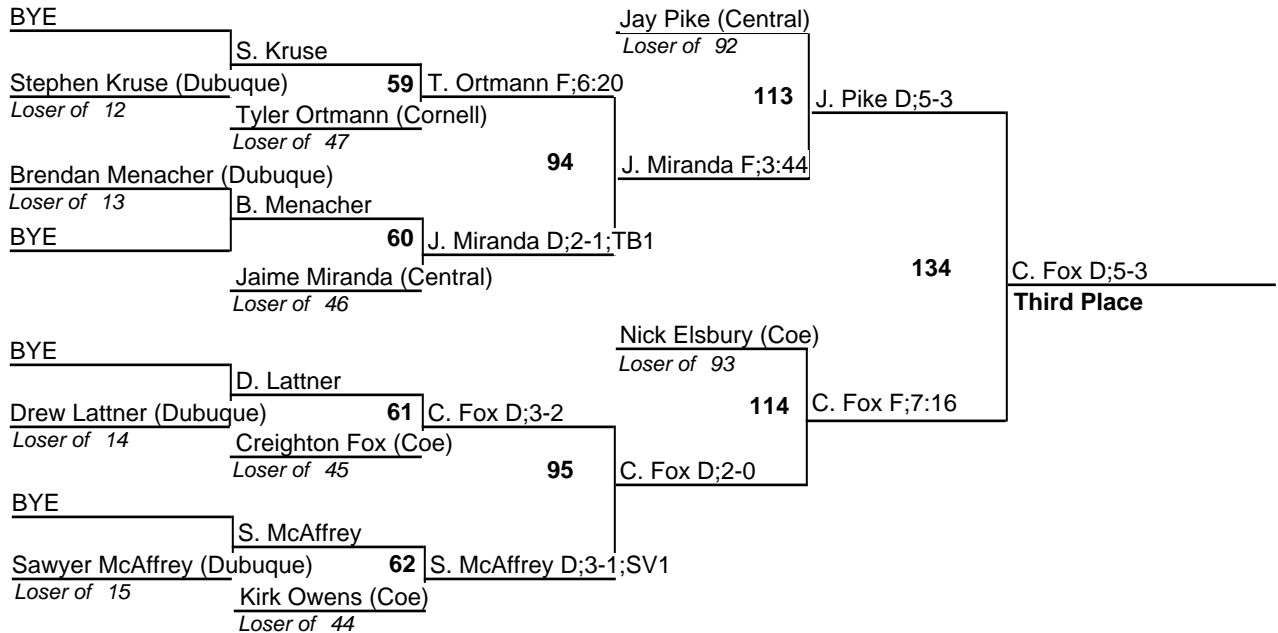 BYE
Jay Pike (Central)
Loser of 92
S. Kruse
Stephen Kruse (Dubuque)
Loser of 12
59
T. Ortmann F;6:20
Tyler Ortmann (Cornell)
Loser of 47
113
J. Pike D;5-3
94
J. Miranda F;3:44
Brendan Menacher (Dubuque)
Loser of 13
B. Menacher
BYE
60
J. Miranda D;2-1;TB1
Jaime Miranda (Central)
Loser of 46
134
C. Fox D;5-3
Third Place
Nick Elsbury (Coe)
Loser of 93
BYE
D. Lattner
Drew Lattner (Dubuque)
Loser of 14
61
C. Fox D;3-2
114
C. Fox F;7:16
Creighton Fox (Coe)
Loser of 45
95
C. Fox D;2-0
BYE
S. McAffrey
Sawyer McAffrey (Dubuque)
Loser of 15
62
S. McAffrey D;3-1;SV1
Kirk Owens (Coe)
Loser of 44